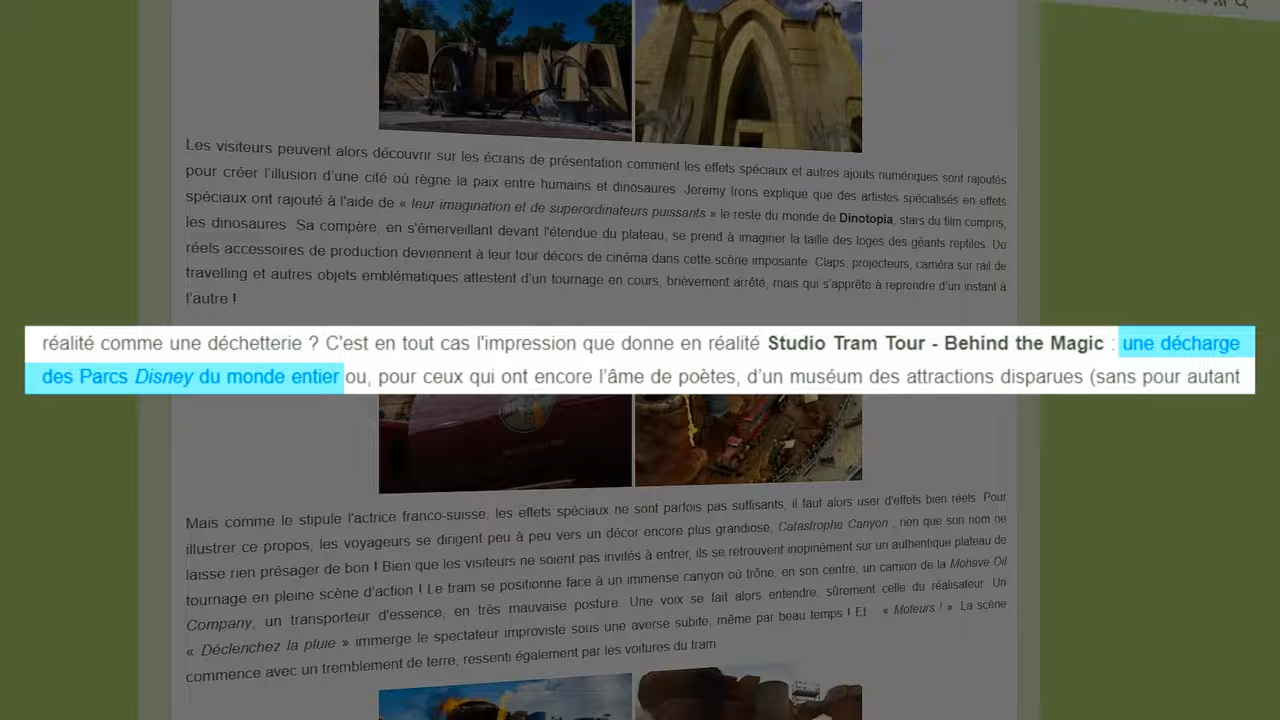 Les visiteurs peuvent alors découvrir sur les écrans de présentation comment les effets spéciaux et autres ajouts numériques sont rajoutés
pour créer l'illusion d'une cité où règne la paix entre humains et dinosaures. Jeremy Irons explique que des artistes spécialisés en effets
spéciaux ont rajouté à l'aide de « leur imagination et de superordinateurs puissants » le reste du monde de Dinotopia, stars du film compris,
les dinosaures. Sa compère, en s'émerveillant devant l'étendue du plateau, se prend à imaginer la taille des loges des géants reptiles. De
réels accessoires de production deviennent à leur tour décors de cinéma dans cette scène imposante. Claps, projecteurs, caméra sur rail de
travelling et autres objets emblématiques attestent d'un tournage en cours, brièvement arrêté, mais qui s'apprête à reprendre d'un instant à
l'autre !
réalité comme une déchetterie ? C'est en tout cas l'impression que donne en réalité Studio Tram Tour - Behind the Magic : une décharge
des Parcs Disney du monde entier ou, pour ceux qui ont encore l'âme de poètes, d'un muséum des attractions disparues (sans pour autant
Mais comme le stipule l'actrice franco-suisse, les effets spéciaux ne sont parfois pas suffisants, il faut alors user d'effets bien réels. Pour
illustrer ce propos, les voyageurs se dirigent peu à peu vers un décor encore plus grandiose, Catastrophe Canyon , rien que son nom ne
laisse rien présager de bon ! Bien que les visiteurs ne soient pas invités à entrer, ils se retrouvent inopinément sur un authentique plateau de
tournage en pleine scène d'action ! Le tram se positionne face à un immense canyon où trône, en son centre, un camion de la Mohave Oil
Company, un transporteur d'essence, en très mauvaise posture. Une voix se fait alors entendre, sûrement celle du réalisateur. Un
« Déclenchez la pluie » immerge le spectateur improviste sous une averse subite, même par beau temps ! Et « Moteurs ! ». La scène
commence avec un tremblement de terre, ressenti également par les voitures du tram